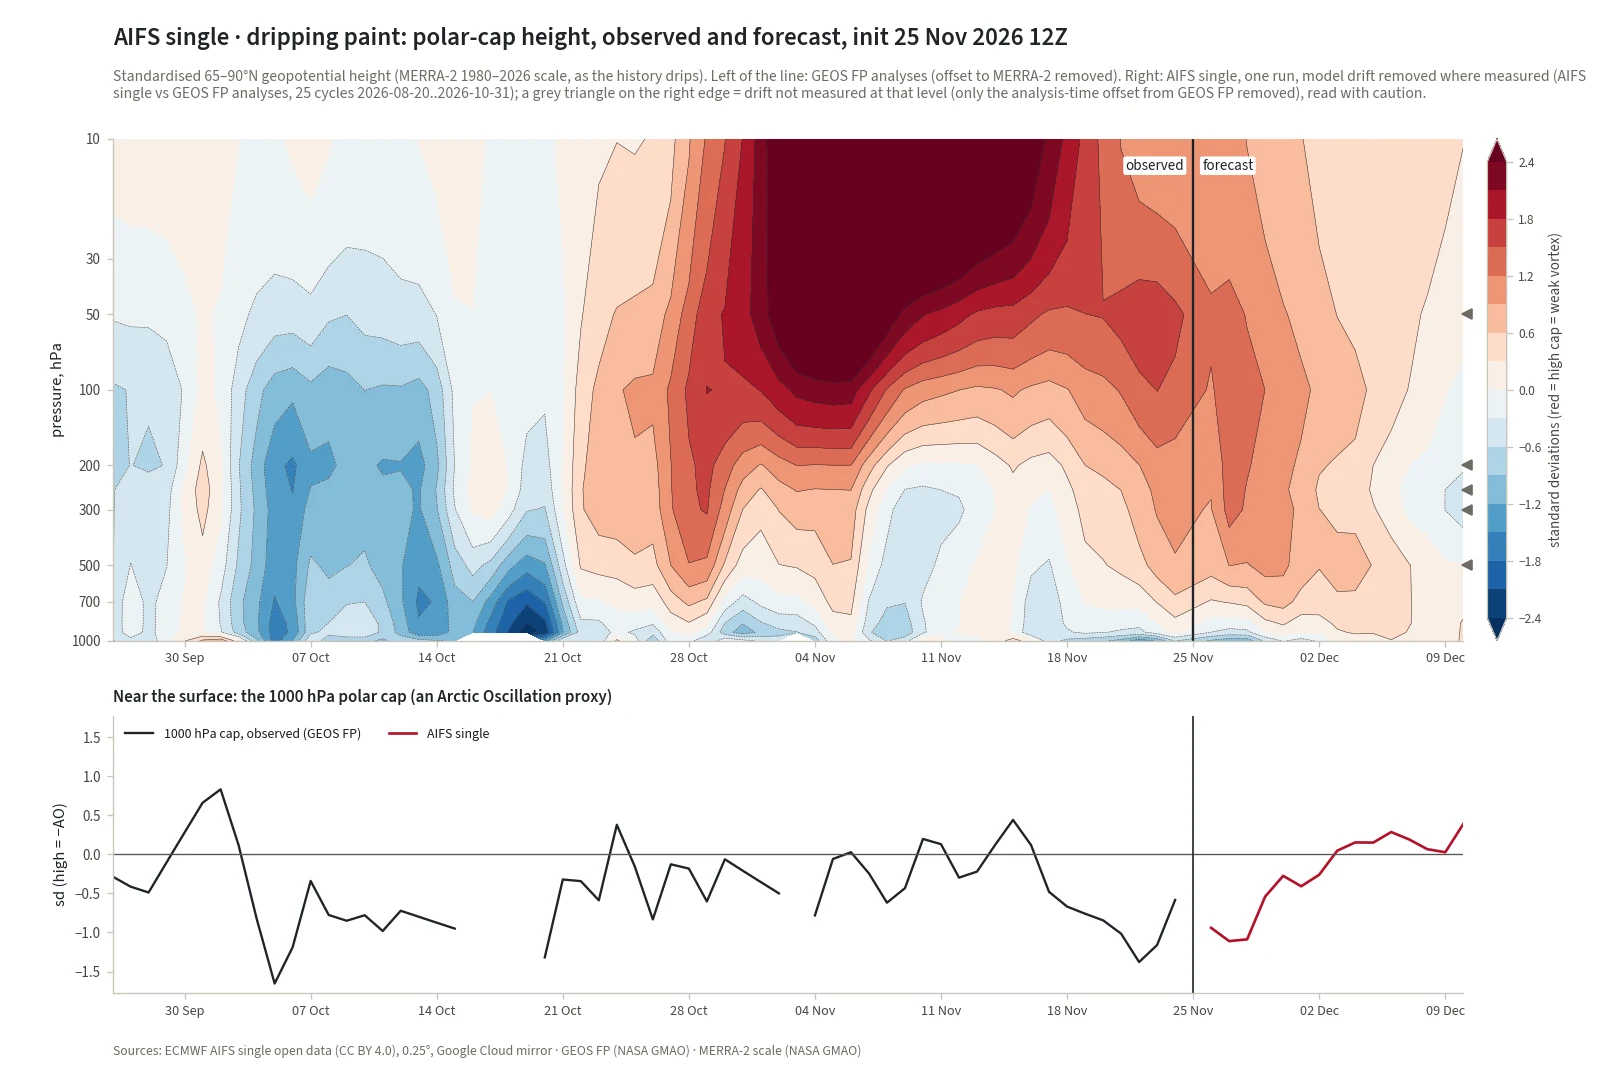 AIFS single · dripping paint: polar-cap height, observed and forecast, init 25 Nov 2026 12Z
Standardised 65–90°N geopotential height (MERRA-2 1980–2026 scale, as the history drips). Left of the line: GEOS FP analyses (offset to MERRA-2 removed). Right: AIFS single, one run, model drift removed where measured (AIFS
single vs GEOS FP analyses, 25 cycles 2026-08-20..2026-10-31); a grey triangle on the right edge = drift not measured at that level (only the analysis-time offset from GEOS FP removed), read with caution.
pressure, hPa
10
30
50
100
200
300
500
700
1000
observed
forecast
30 Sep
07 Oct
14 Oct
21 Oct
28 Oct
04 Nov
11 Nov
18 Nov
25 Nov
02 Dec
09 Dec
2.4
1.8
1.2
0.6
0.0
−0.6
−1.2
−1.8
−2.4
standard deviations (red = high cap = weak vortex)
Near the surface: the 1000 hPa polar cap (an Arctic Oscillation proxy)
1000 hPa cap, observed (GEOS FP)
AIFS single
sd (high = −AO)
1.5
1.0
0.5
0.0
−0.5
−1.0
−1.5
30 Sep
07 Oct
14 Oct
21 Oct
28 Oct
04 Nov
11 Nov
18 Nov
25 Nov
02 Dec
09 Dec
Sources: ECMWF AIFS single open data (CC BY 4.0), 0.25°, Google Cloud mirror · GEOS FP (NASA GMAO) · MERRA-2 scale (NASA GMAO)